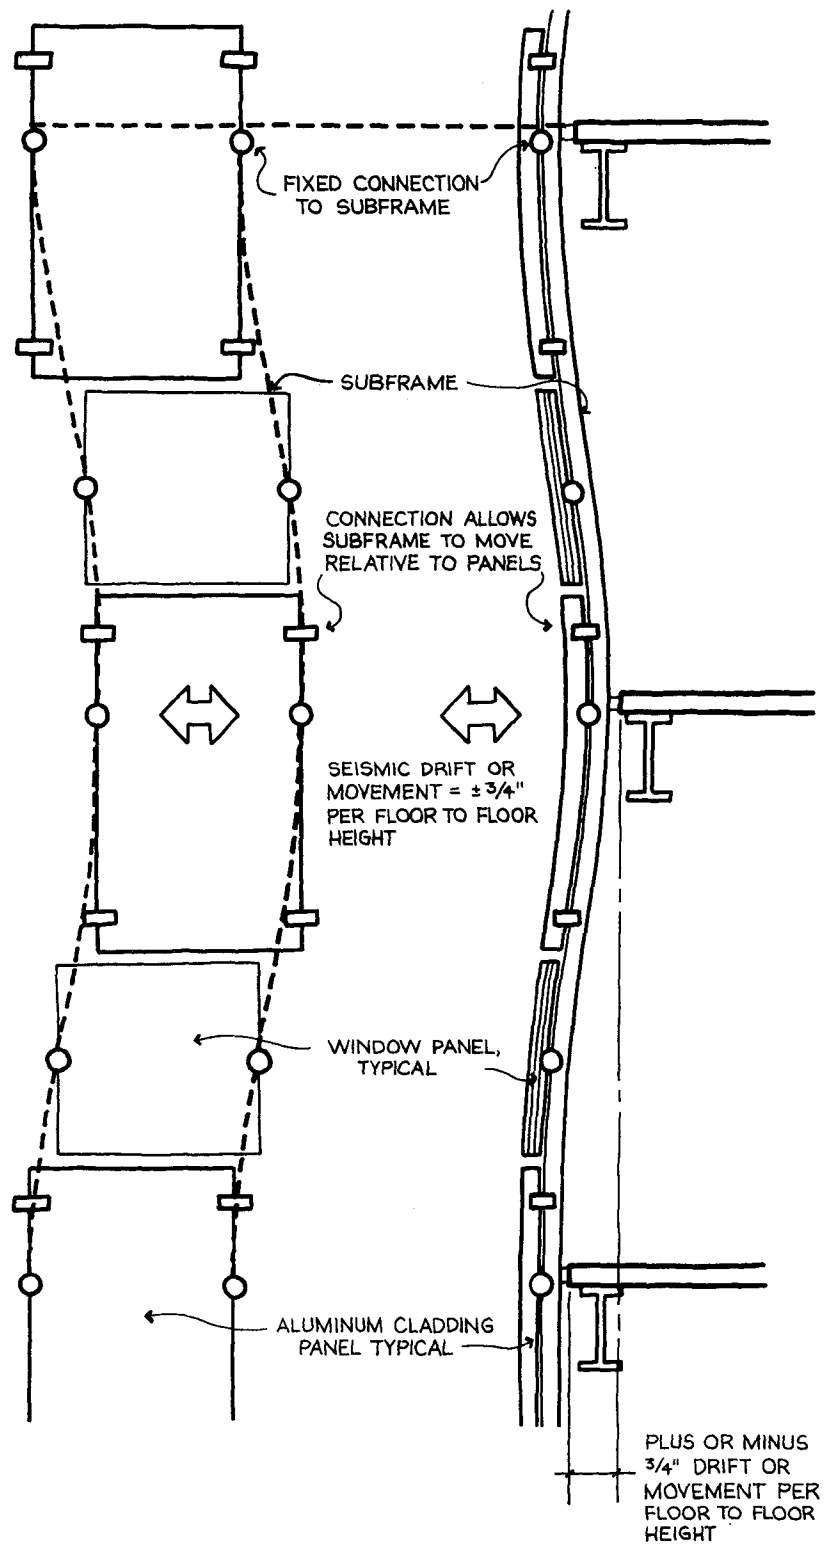 FIXED CONNECTION
TO SUBFRAME
SUBFRAME
CONNECTION ALLOWS
SUBFRAME TO MOVE
RELATIVE TO PANELS
SEISMIC DRIFT OR
MOVEMENT = ±3/4"
PER FLOOR TO FLOOR
HEIGHT
WINDOW PANEL,
TYPICAL
ALUMINUM CLADDING
PANEL TYPICAL
PLUS OR MINUS
3/4" DRIFT OR
MOVEMENT PER
FLOOR TO FLOOR
HEIGHT